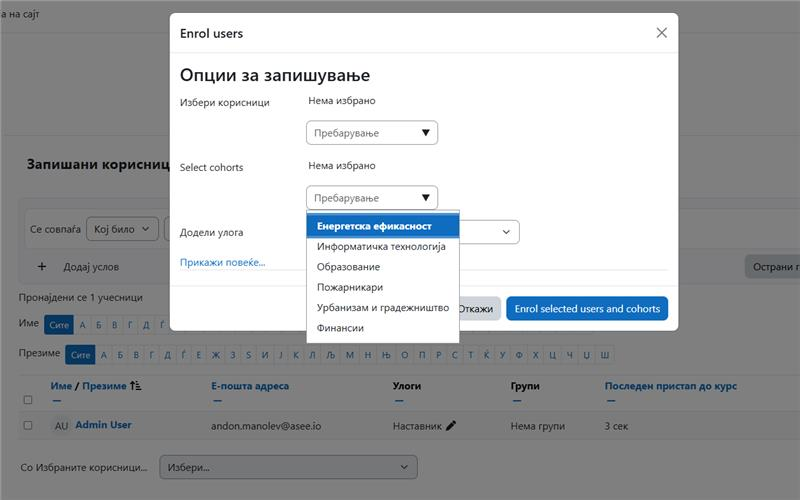 а на сајт
Enrol users
Опции за запишување
Избери корисници
Нема избрано
Пребарување
Запишани корисниц
Select cohorts
Нема избрано
Пребарување
Енергетска ефикасност
Информатичка технологија
Образование
Пожарникари
Урбанизам и градежништво
Финансии
Се совпаѓа Кој било
Додели улога
Додај услов
Прикажи повеќе...
Острани г
Пронајдени се 1 учесници
Откажи Enrol selected users and cohorts
Име Сите А Б В Г Д Ѓ
Презиме Сите А Б В Г Д Ѓ Е Ж З Ѕ И Ј К Л Љ М Н Њ О П Р С Т Ќ У Ф Х Ц Ч Џ Ш
Име / Презиме Е-пошта адреса Улоги Групи Последен пристап до курс
AU Admin User andon.manolev@asee.io Наставник Нема групи 3 сек
Со Избраните корисници... Избери...